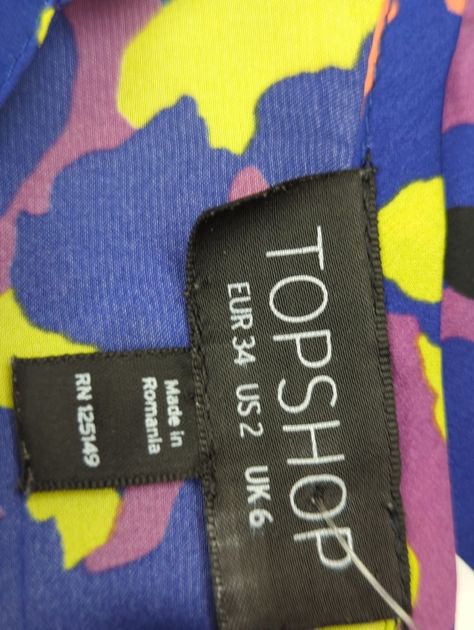 TOPSHOP
EUR 34 US 2 UK 6
Made in
Romania
RN 125149